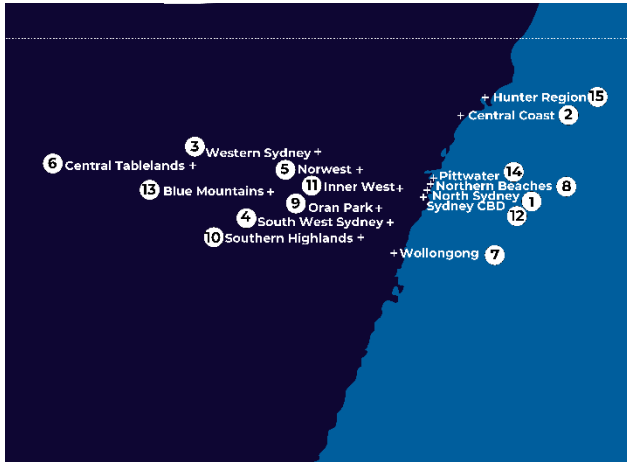 + Hunter Region 15
+ Central Coast 2
3 Western Sydney +
6 Central Tablelands +
5 Norwest +
+ Pittwater 14
13 Blue Mountains +
11 Inner West +
+ Northern Beaches 8
+ North Sydney 1
9 Oran Park +
Sydney CBD 12
4 South West Sydney +
10 Southern Highlands +
+ Wollongong 7